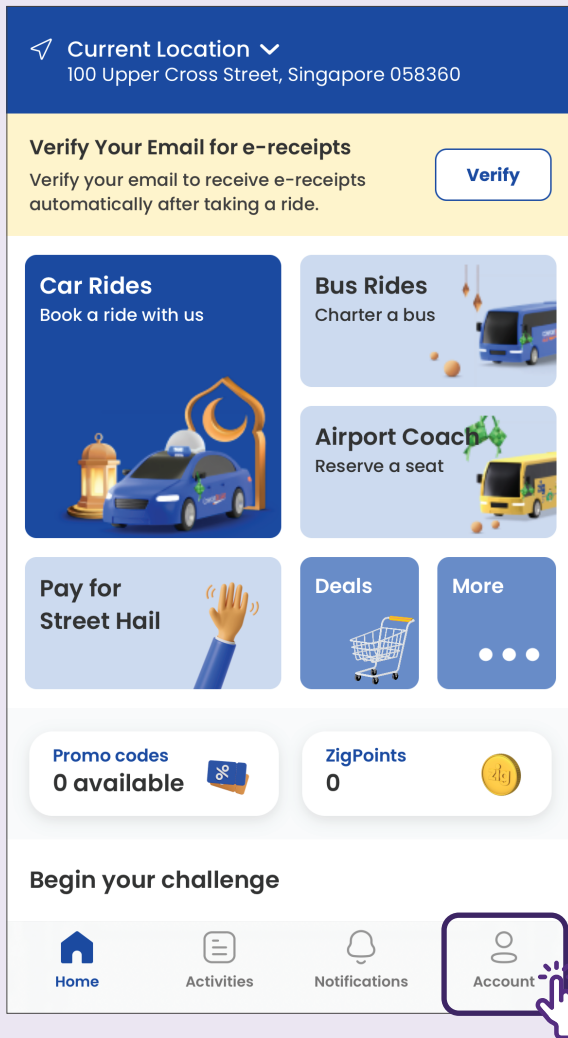 Current Location
100 Upper Cross Street, Singapore 058360
Verify Your Email for e-receipts
Verify your email to receive e-receipts
automatically after taking a ride.
Verify
Car Rides
Book a ride with us
Bus Rides
Charter a bus
Airport Coach
Reserve a seat
Pay for
Street Hail
Deals
More
Promo codes
0 available
%
ZigPoints
0
zig
Begin your challenge
Home
Activities
Notifications
Account